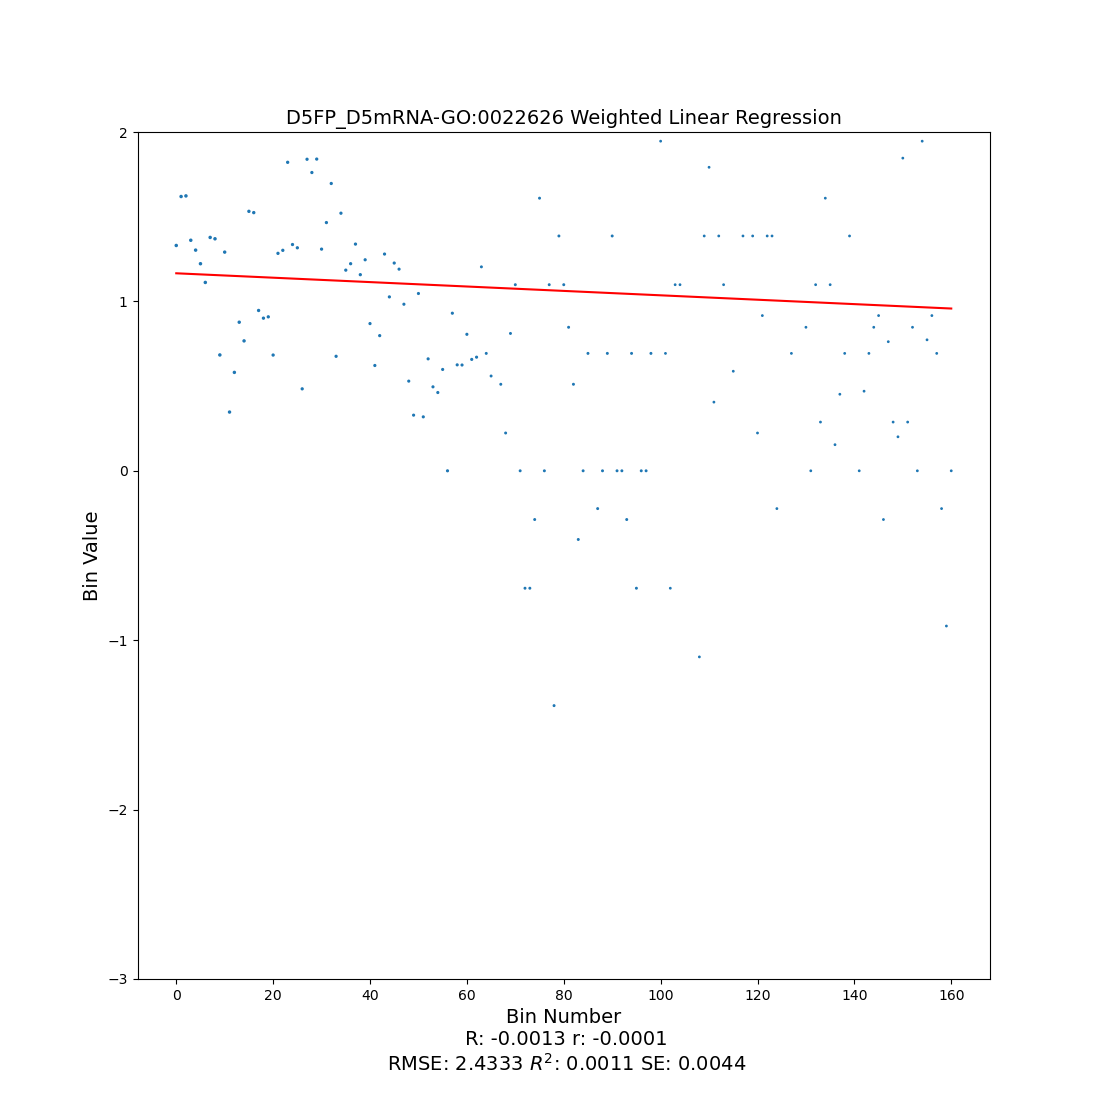 D5FP_D5mRNA-GO:0022626 Weighted Linear Regression
2
1
0
−1
−2
−3
Bin Value
0 20 40 60 80 100 120 140 160
Bin Number
R: -0.0013 r: -0.0001
RMSE: 2.4333 R²: 0.0011 SE: 0.0044